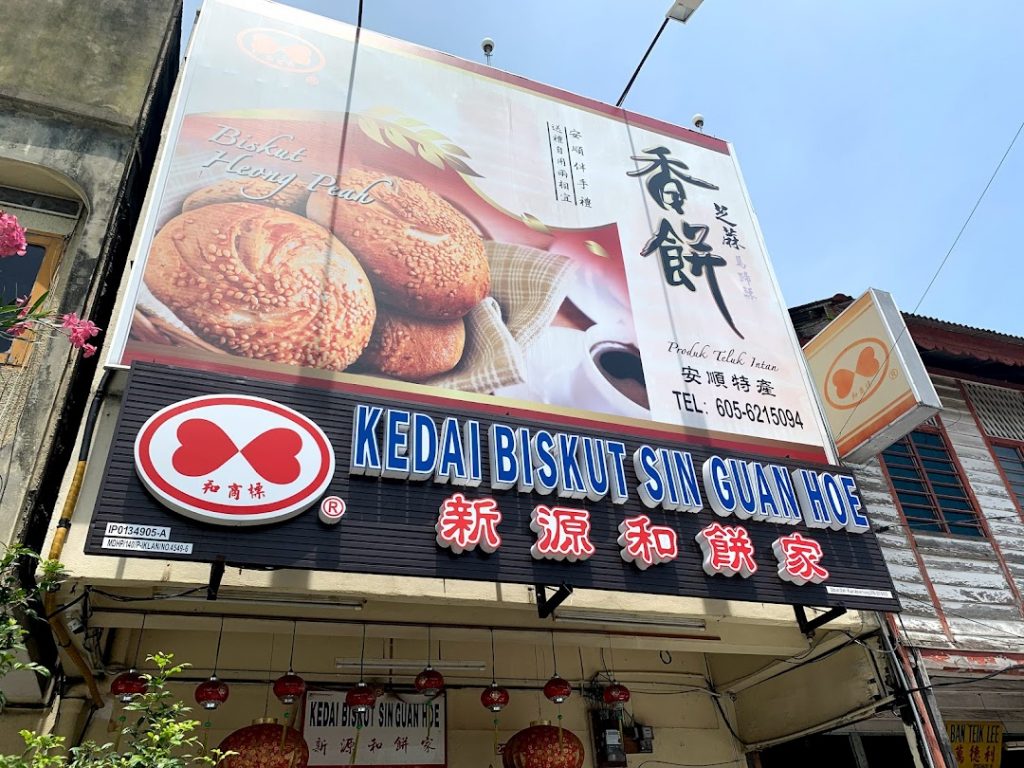 Biskut
Heong Peah
安順伴手禮
送禮自用兩相宜
香餅
芝蔴馬蹄酥
Produk Teluk Intan
安順特產
TEL: 605-6215094
和商標
®
KEDAI BISKUT SIN GUAN HOE
新源和餅家
IP0134905-A
KEDAI BISKUT SIN GUAN HOE
新源和餅家
BAN TEIK LEE
萬德利